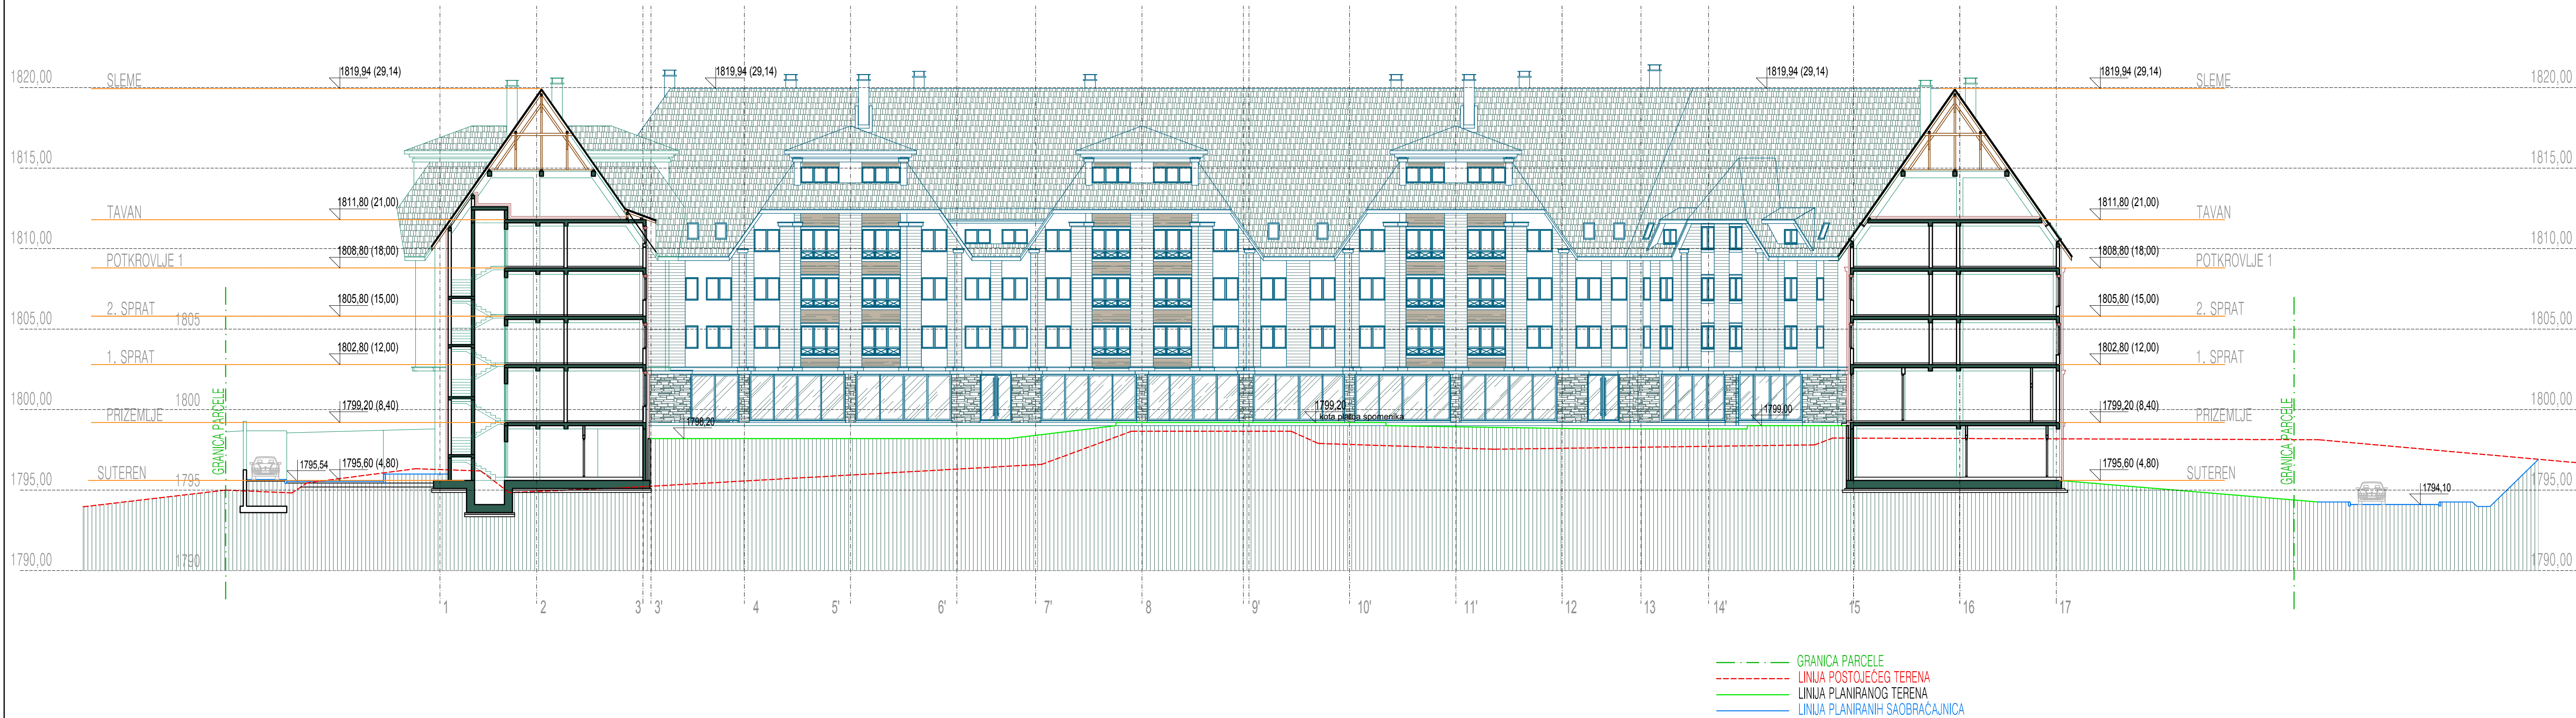 1819,94 (29,14)
1819,94 (29,14)
1819,94 (29,14)
1819,94 (29,14)
1820,00
SLEME
SLEME
1820,00
1815,00
1815,00
1811,80 (21,00)
1811,80 (21,00)
TAVAN
TAVAN
1810,00
1810,00
1808,80 (18,00)
1808,80 (18,00)
POTKROVLJE 1
POTKROVLJE 1
1805,80 (15,00)
1805,80 (15,00)
2. SPRAT
2. SPRAT
1805,00
1805
1805,00
1802,80 (12,00)
1802,80 (12,00)
1. SPRAT
1. SPRAT
GRANICA PARCELE
GRANICA PARCELE
1800,00
1800
1800,00
1799,20 (8,40)
1799,20
1799,20 (8,40)
PRIZEMLJE
kota platoa spomenika
1799,00
PRIZEMLJE
1798,20
1795,54
1795,60 (4,80)
1795,60 (4,80)
SUTEREN
SUTEREN
1795,00
1795
1795,00
1794,10
1790,00
1790
1790,00
1 2 3 3' 4 5' 6' 7' 8 9' 10' 11' 12 13 14' 15 16 17
GRANICA PARCELE
LINIJA POSTOJEĆEG TERENA
LINIJA PLANIRANOG TERENA
LINIJA PLANIRANIH SAOBRAĆAJNICA